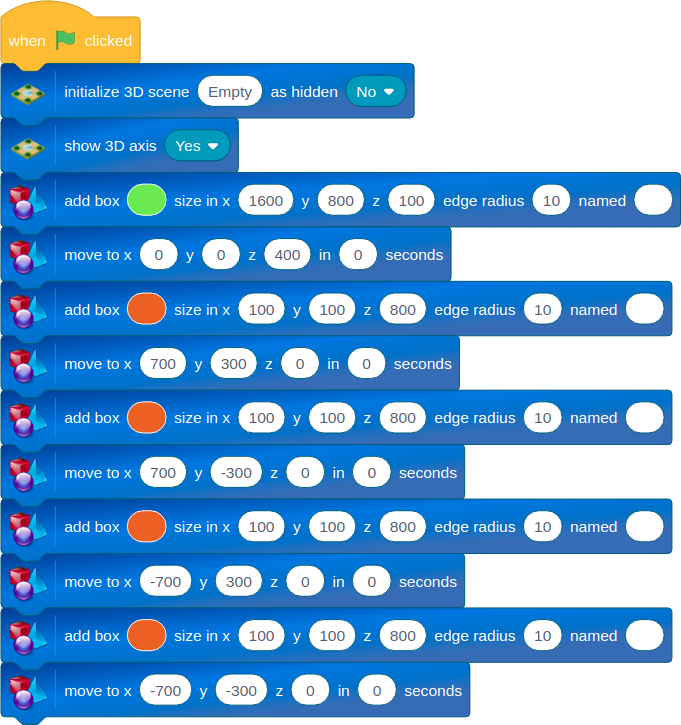 when clicked
initialize 3D scene Empty as hidden No
show 3D axis Yes
add box size in x 1600 y 800 z 100 edge radius 10 named
move to x 0 y 0 z 400 in 0 seconds
add box size in x 100 y 100 z 800 edge radius 10 named
move to x 700 y 300 z 0 in 0 seconds
add box size in x 100 y 100 z 800 edge radius 10 named
move to x 700 y -300 z 0 in 0 seconds
add box size in x 100 y 100 z 800 edge radius 10 named
move to x -700 y 300 z 0 in 0 seconds
add box size in x 100 y 100 z 800 edge radius 10 named
move to x -700 y -300 z 0 in 0 seconds